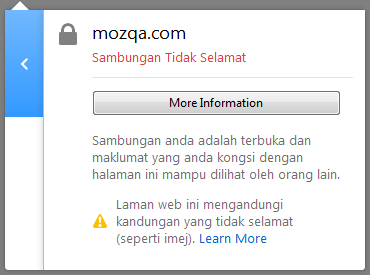 mozqa.com
Sambungan Tidak Selamat
More Information
Sambungan anda adalah terbuka dan
maklumat yang anda kongsi dengan
halaman ini mampu dilihat oleh orang lain.
Laman web ini mengandungi
kandungan yang tidak selamat
(seperti imej). Learn More